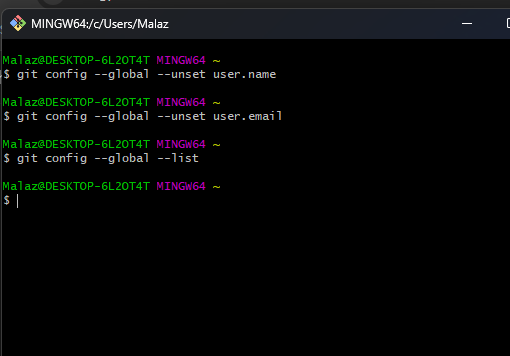 MINGW64:/c/Users/Malaz
Malaz@DESKTOP-6L2OT4T MINGW64 ~
$ git config --global --unset user.name
Malaz@DESKTOP-6L2OT4T MINGW64 ~
$ git config --global --unset user.email
Malaz@DESKTOP-6L2OT4T MINGW64 ~
$ git config --global --list
Malaz@DESKTOP-6L2OT4T MINGW64 ~
$